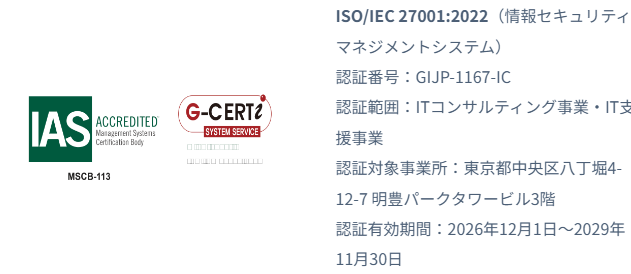 IAS
ACCREDITED
Management Systems
Certification Body
MSCB-113
G-CERTi
SYSTEM SERVICE
ISO/IEC 27001:2022（情報セキュリティ
マネジメントシステム）
認証番号：GIJP-1167-IC
認証範囲：ITコンサルティング事業・IT支
援事業
認証対象事業所：東京都中央区八丁堀4-
12-7 明豊パークタワービル3階
認証有効期間：2026年12月1日～2029年
11月30日